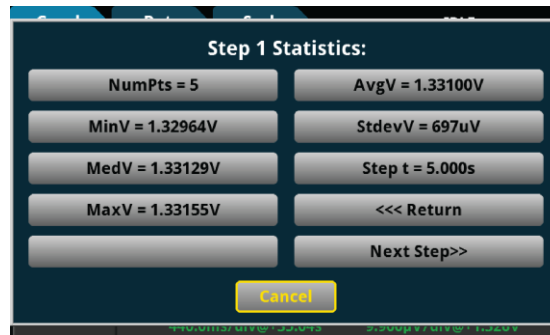 Step 1 Statistics:
NumPts = 5
AvgV = 1.33100V
MinV = 1.32964V
StdevV = 697uV
MedV = 1.33129V
Step t = 5.000s
MaxV = 1.33155V
<<< Return
Next Step>>
Cancel